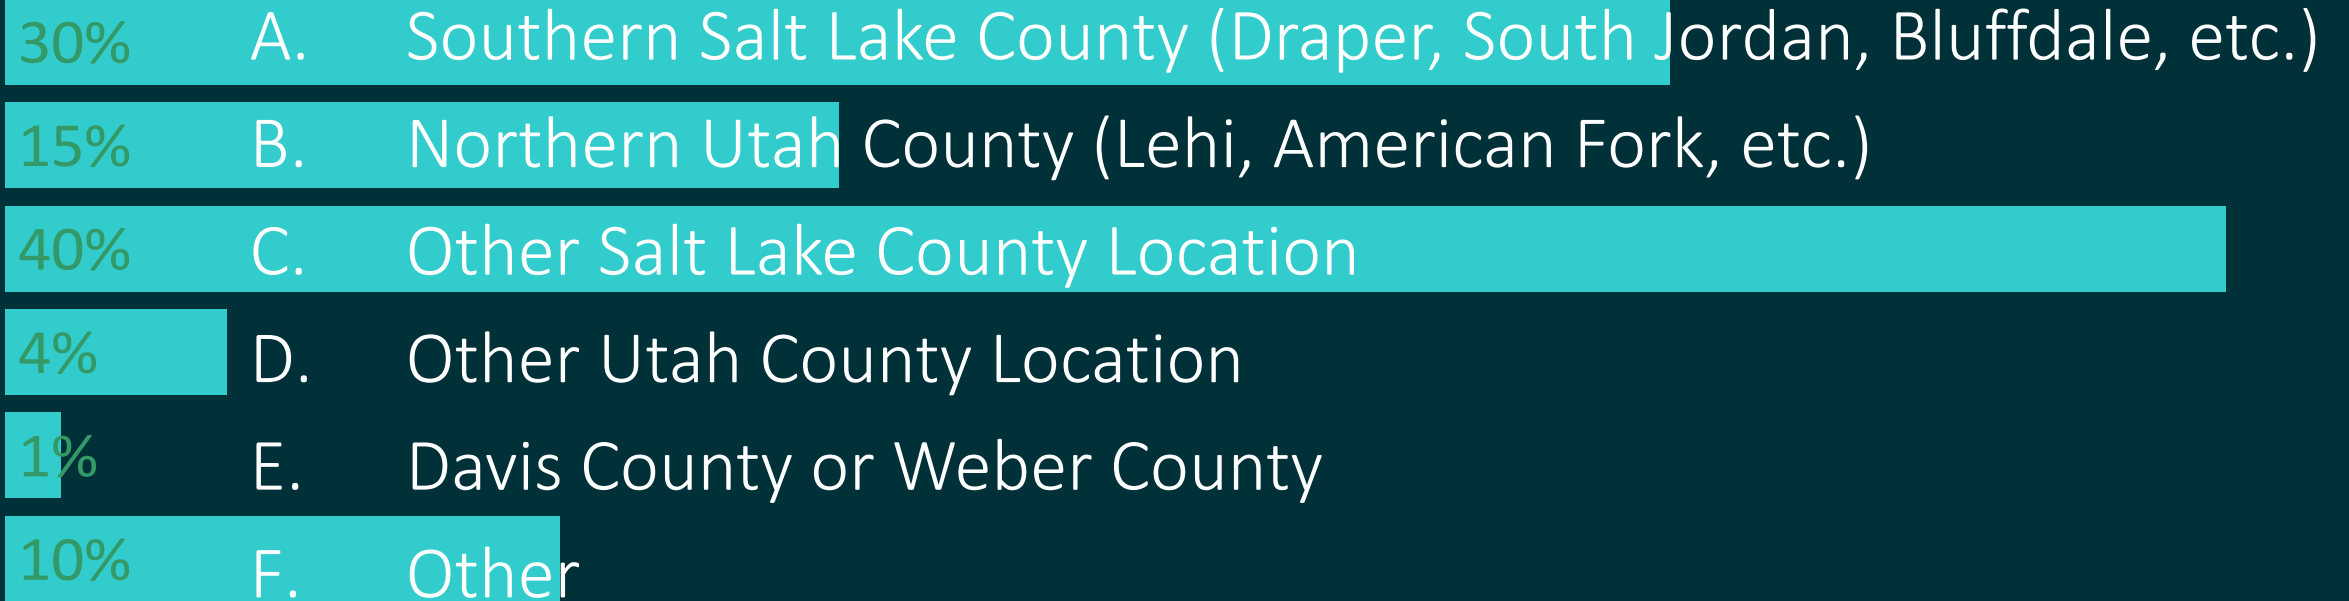 30% A. Southern Salt Lake County (Draper, South Jordan, Bluffdale, etc.)
15% B. Northern Utah County (Lehi, American Fork, etc.)
40% C. Other Salt Lake County Location
4% D. Other Utah County Location
1% E. Davis County or Weber County
10% F. Other